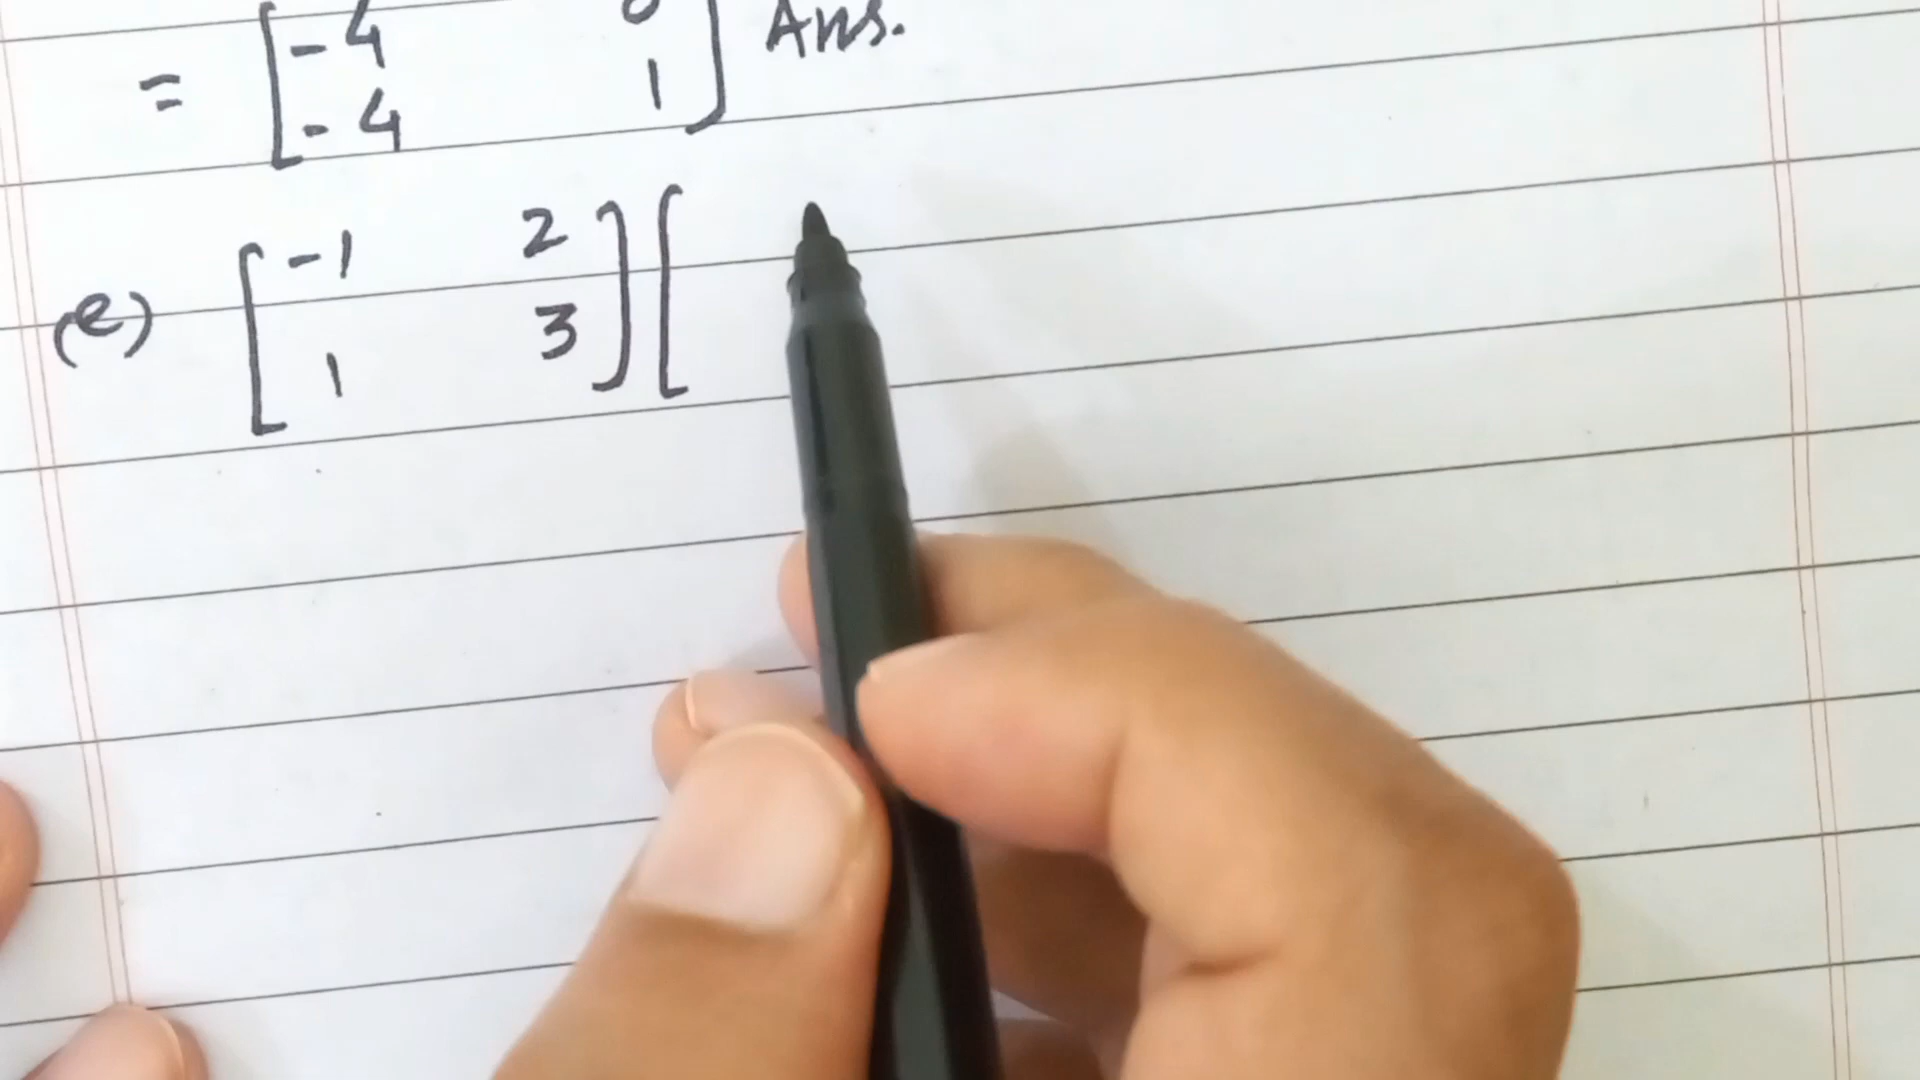 -4
= [ -4 1 ] Ans.
(e) [ -1 2 ] [
1 3